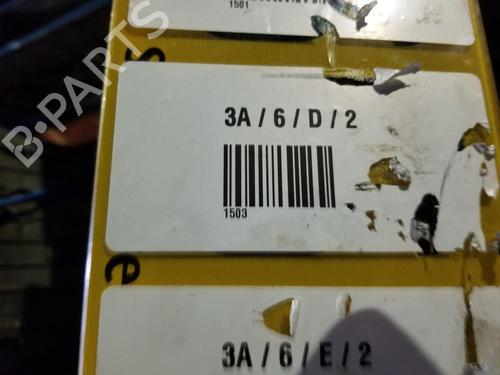 1501
B-PARTS
3A / 6 / D / 2
1503
e
3A / 6 / E / 2